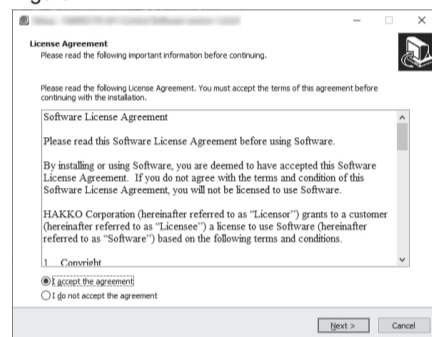 License Agreement
Please read the following important information before continuing.
Please read the following License Agreement. You must accept the terms of this agreement before
continuing with the installation.
Software License Agreement
Please read this Software License Agreement before using Software.
By installing or using Software, you are deemed to have accepted this Software
License Agreement.  If you do not agree with the terms and condition of this
Software License Agreement, you will not be licensed to use Software.
HAKKO Corporation (hereinafter referred to as "Licensor") grants to a customer
(hereinafter referred to as "Licensee") a license to use Software (hereinafter
referred to as "Software") based on the following terms and conditions.
1    Copyright
I accept the agreement
I do not accept the agreement
Next >
Cancel